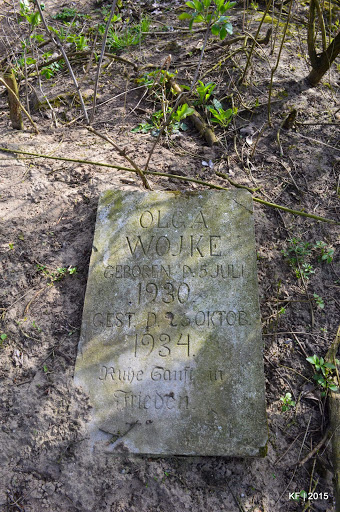 OLGA
WOJKE
GEBOREN D. 5. JULI
1930
GEST. D. OKTOB.
1934.
Ruhe Sanft in
Frieden
KF | 2015